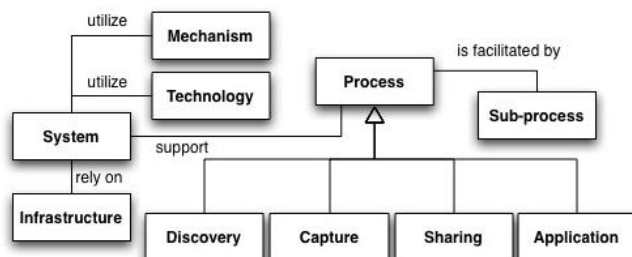 utilize
Mechanism
is facilitated by
utilize
Technology
Process
Sub-process
System
support
rely on
Infrastructure
Discovery
Capture
Sharing
Application